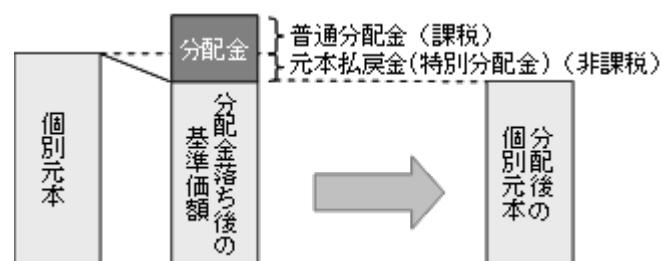 分配金
普通分配金（課税）
元本払戻金(特別分配金)（非課税）
個別元本
分配金落ち後の
基準価額
分配後の
個別元本